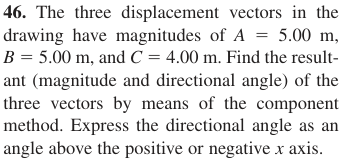 46. The three displacement vectors in the
drawing have magnitudes of A = 5.00 m,
B = 5.00 m, and C = 4.00 m. Find the result-
ant (magnitude and directional angle) of the
three vectors by means of the component
method. Express the directional angle as an
angle above the positive or negative x axis.